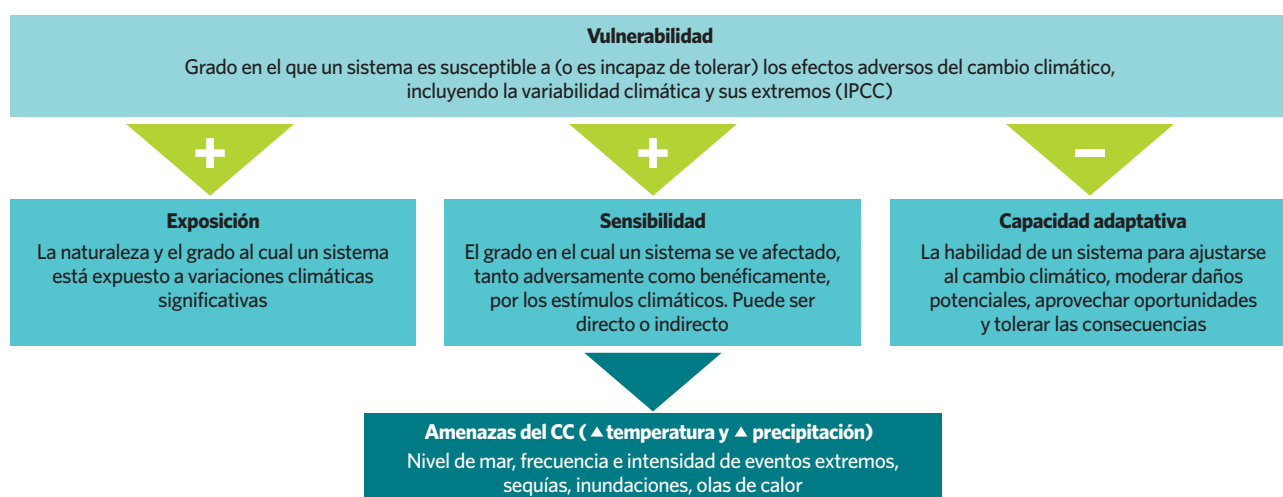 Vulnerabilidad
Grado en el que un sistema es susceptible a (o es incapaz de tolerar) los efectos adversos del cambio climático,
incluyendo la variabilidad climática y sus extremos (IPCC)
+
+
−
Exposición
La naturaleza y el grado al cual un sistema
está expuesto a variaciones climáticas
significativas
Sensibilidad
El grado en el cual un sistema se ve afectado,
tanto adversamente como benéficamente,
por los estímulos climáticos. Puede ser
directo o indirecto
Capacidad adaptativa
La habilidad de un sistema para ajustarse
al cambio climático, moderar daños
potenciales, aprovechar oportunidades
y tolerar las consecuencias
Amenazas del CC (▲temperatura y ▲ precipitación)
Nivel de mar, frecuencia e intensidad de eventos extremos,
sequías, inundaciones, olas de calor